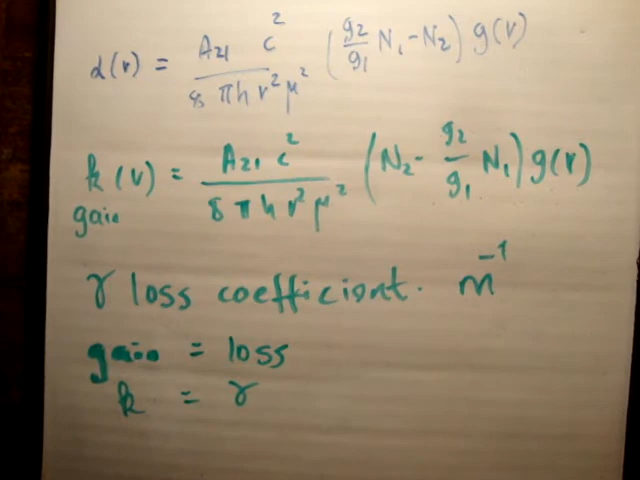 α(ν) = A₂₁ c² / 8πhν²μ² (g₂/g₁ N₁ - N₂) g(ν)
k(ν) = A₂₁ c² / 8πhν²μ² (N₂ - g₂/g₁ N₁) g(ν)
gain
γ loss coefficient. m⁻¹
gain = loss
k = γ